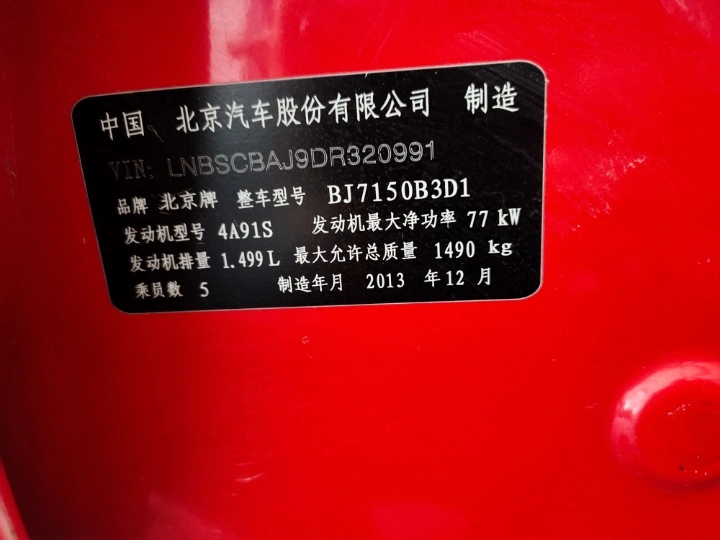 中国 北京汽车股份有限公司 制造
VIN: LNBSCBAJ9DR320991
品牌 北京牌 整车型号 BJ7150B3D1
发动机型号 4A91S 发动机最大净功率 77 kW
发动机排量 1.499 L 最大允许总质量 1490 kg
乘员数 5 制造年月 2013 年 12 月